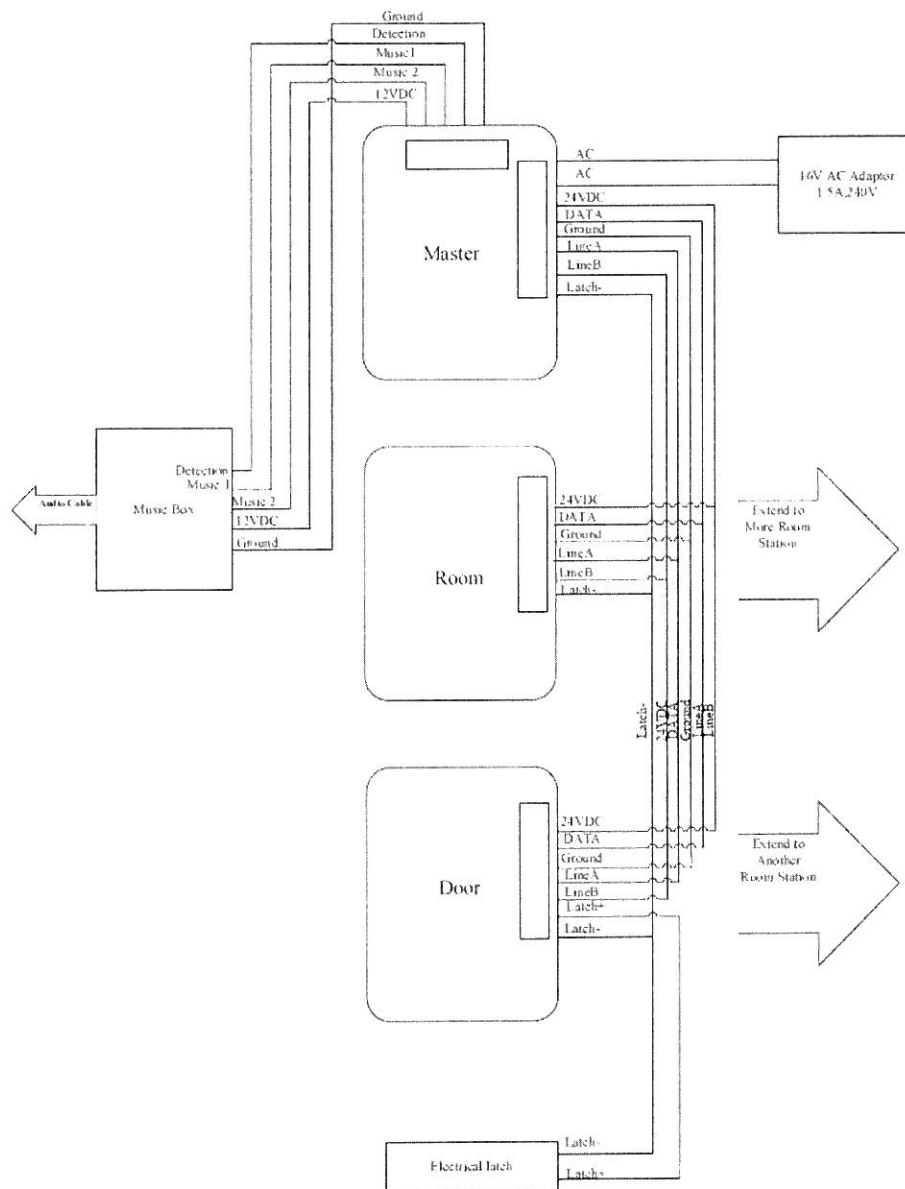 Ground
Detection
Music1
Music 2
12VDC
AC
AC
24VDC
DATA
Ground
LineA
LineB
Latch-
16V AC Adaptor
1.5A,240V
Master
Detection
Music 1
Music 2
12VDC
Ground
Audio Cable
Music Box
24VDC
DATA
Ground
LineA
LineB
Latch-
Room
Extend to
More Room
Station
Latch-
24VDC
DATA
Ground
LineA
LineB
24VDC
DATA
Ground
LineA
LineB
Latch+
Latch-
Door
Extend to
Another
Room Station
Latch-
Electrical latch
Latch+